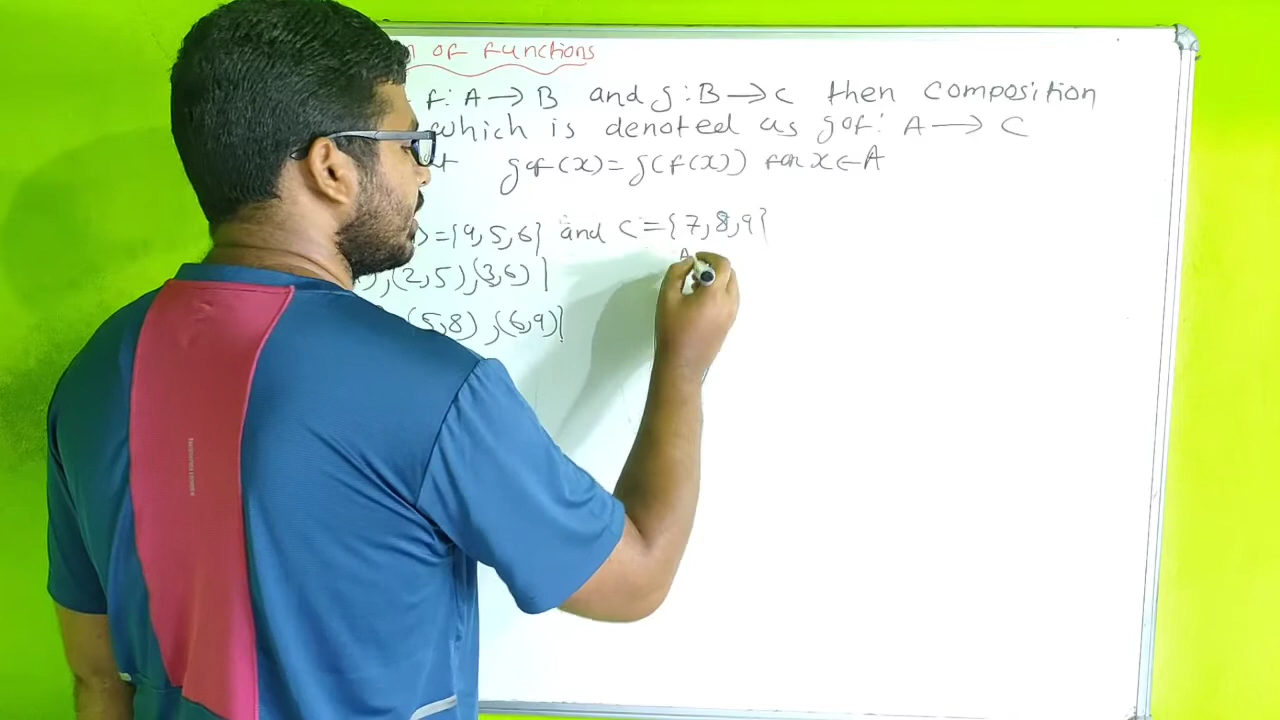 n of functions
f: A → B and g: B → C then composition
which is denoted as gof: A → C
gof(x)=g(f(x)) for x∈A
={4,5,6} and C={7,8,9}
),(2,5),(3,6)}
(5,8),(6,9)}
A